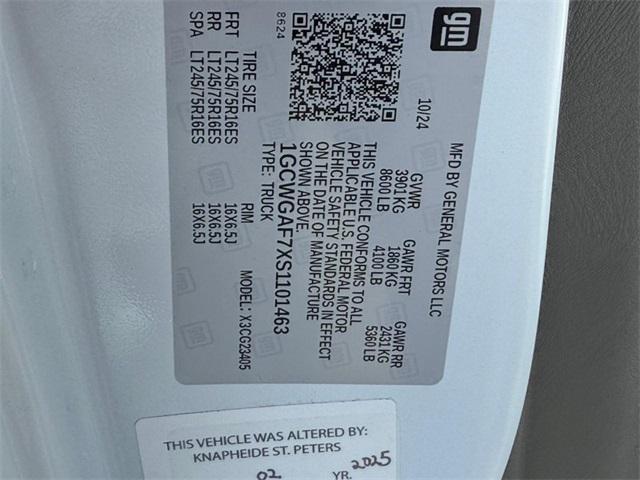 gm
MFD BY GENERAL MOTORS LLC
10/24
GVWR GAWR FRT GAWR RR
3901 KG 1860 KG 2431 KG
8600 LB 4100 LB 5360 LB
THIS VEHICLE CONFORMS TO ALL
APPLICABLE U.S. FEDERAL MOTOR
VEHICLE SAFETY STANDARDS IN EFFECT
ON THE DATE OF MANUFACTURE
SHOWN ABOVE.
1GCWGAF7XS1101463
8624
TYPE: TRUCK MODEL: X3CG23405
TIRE SIZE RIM
FRT LT245/75R16ES 16X6.5J
RR LT245/75R16ES 16X6.5J
SPA LT245/75R16ES 16X6.5J
THIS VEHICLE WAS ALTERED BY:
KNAPHEIDE ST. PETERS
02 YR. 2025